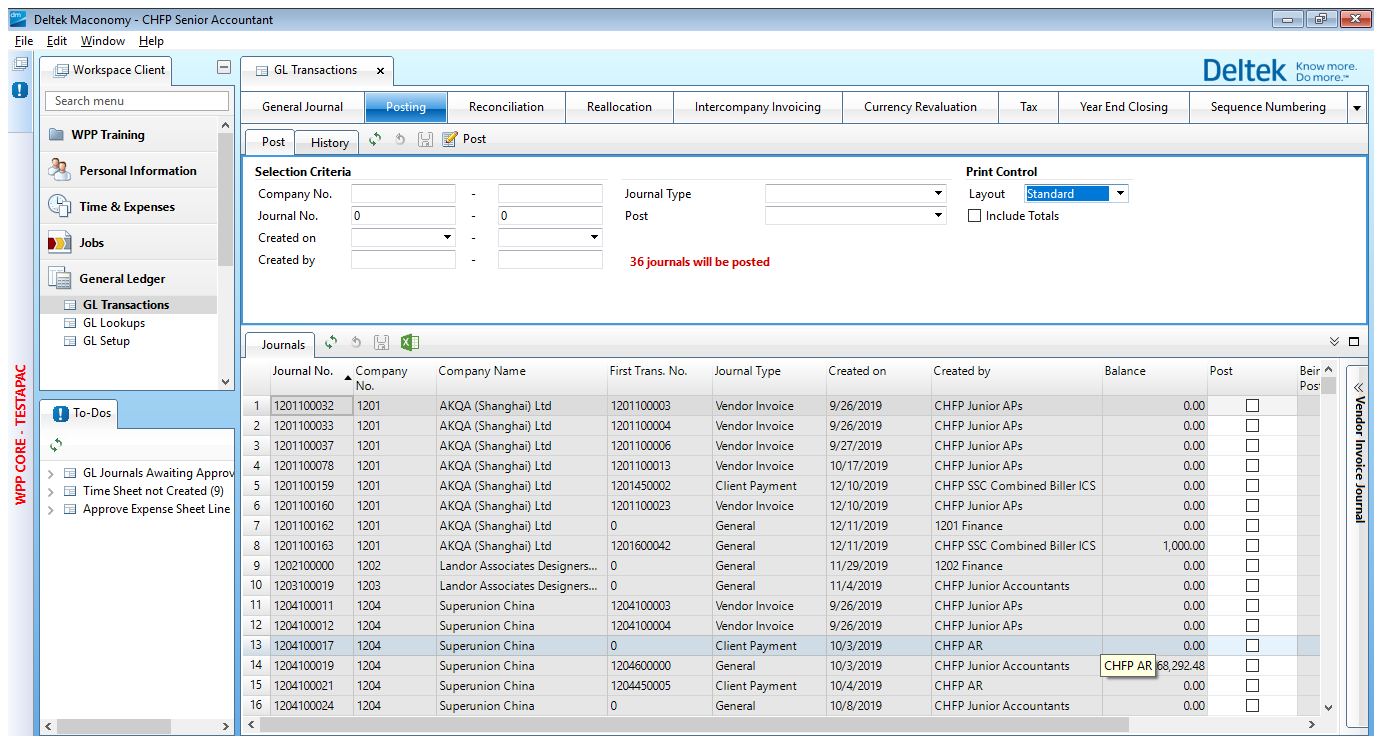 Deltek Maconomy - CHFP Senior Accountant
File Edit Window Help
Workspace Client
Search menu
WPP Training
Personal Information
Time & Expenses
Jobs
General Ledger
GL Transactions
GL Lookups
GL Setup
WPP CORE - TESTAPAC
To-Dos
GL Journals Awaiting Approv
Time Sheet not Created (9)
Approve Expense Sheet Line
GL Transactions
Deltek Know more. Do more.™
General Journal Posting Reconciliation Reallocation Intercompany Invoicing Currency Revaluation Tax Year End Closing Sequence Numbering
Post History Post
Selection Criteria Print Control
Company No. - Journal Type Layout Standard
Journal No. 0 - 0 Post Include Totals
Created on -
Created by - 36 journals will be posted
Journals
Journal No. Company No. Company Name First Trans. No. Journal Type Created on Created by Balance Post Bein Post
1 1201100032 1201 AKQA (Shanghai) Ltd 1201100003 Vendor Invoice 9/26/2019 CHFP Junior APs 0.00
2 1201100033 1201 AKQA (Shanghai) Ltd 1201100004 Vendor Invoice 9/26/2019 CHFP Junior APs 0.00
3 1201100037 1201 AKQA (Shanghai) Ltd 1201100006 Vendor Invoice 9/27/2019 CHFP Junior APs 0.00
4 1201100078 1201 AKQA (Shanghai) Ltd 1201100013 Vendor Invoice 10/17/2019 CHFP Junior APs 0.00
5 1201100159 1201 AKQA (Shanghai) Ltd 1201450002 Client Payment 12/10/2019 CHFP SSC Combined Biller ICS 0.00
6 1201100160 1201 AKQA (Shanghai) Ltd 1201100023 Vendor Invoice 12/10/2019 CHFP Junior APs 0.00
7 1201100162 1201 AKQA (Shanghai) Ltd 0 General 12/11/2019 1201 Finance 0.00
8 1201100163 1201 AKQA (Shanghai) Ltd 1201600042 General 12/11/2019 CHFP SSC Combined Biller ICS 1,000.00
9 1202100000 1202 Landor Associates Designers... 0 General 11/29/2019 1202 Finance 0.00
10 1203100019 1203 Landor Associates Designers... 0 General 11/4/2019 CHFP Junior Accountants 0.00
11 1204100011 1204 Superunion China 1204100003 Vendor Invoice 9/26/2019 CHFP Junior APs 0.00
12 1204100012 1204 Superunion China 1204100004 Vendor Invoice 9/26/2019 CHFP Junior APs 0.00
13 1204100017 1204 Superunion China 0 Client Payment 10/3/2019 CHFP AR 0.00
14 1204100019 1204 Superunion China 1204600000 General 10/3/2019 CHFP Junior Accountants CHFP AR 68,292.48
15 1204100021 1204 Superunion China 1204450005 Client Payment 10/4/2019 CHFP AR 0.00
16 1204100024 1204 Superunion China 0 General 10/8/2019 CHFP Junior Accountants 0.00
Vendor Invoice Journal